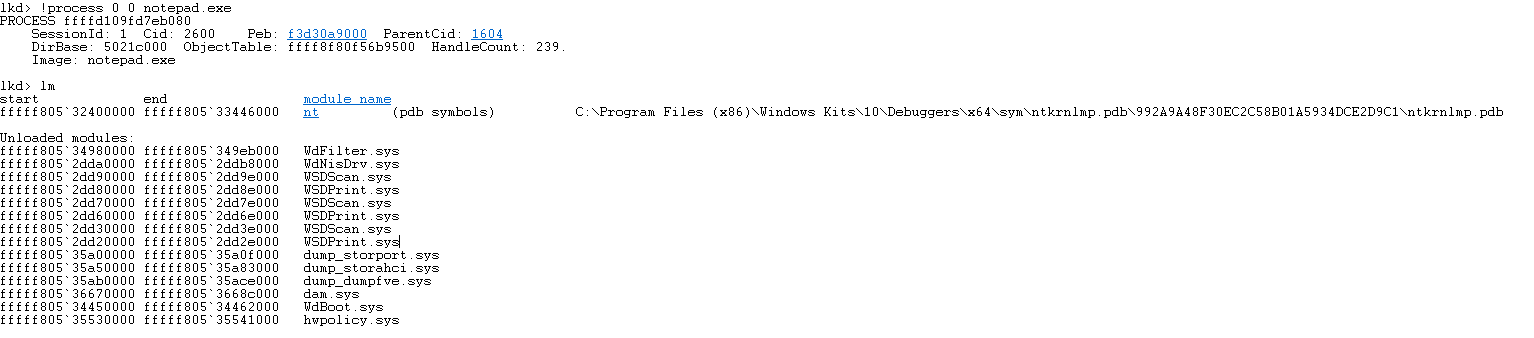 lkd> !process 0 0 notepad.exe
PROCESS ffffd109fd7eb080
    SessionId: 1  Cid: 2600    Peb: f3d30a9000  ParentCid: 1604
    DirBase: 5021c000  ObjectTable: ffff8f80f56b9500  HandleCount: 239.
    Image: notepad.exe

lkd> lm
start             end                 module name
fffff805`32400000 fffff805`33446000   nt         (pdb symbols)          C:\Program Files (x86)\Windows Kits\10\Debuggers\x64\sym\ntkrnlmp.pdb\992A9A48F30EC2C58B01A5934DCE2D9C1\ntkrnlmp.pdb

Unloaded modules:
fffff805`34980000 fffff805`349eb000   WdFilter.sys
fffff805`2dda0000 fffff805`2ddb8000   WdNisDrv.sys
fffff805`2dd90000 fffff805`2dd9e000   WSDScan.sys
fffff805`2dd80000 fffff805`2dd8e000   WSDPrint.sys
fffff805`2dd70000 fffff805`2dd7e000   WSDScan.sys
fffff805`2dd60000 fffff805`2dd6e000   WSDPrint.sys
fffff805`2dd30000 fffff805`2dd3e000   WSDScan.sys
fffff805`2dd20000 fffff805`2dd2e000   WSDPrint.sys
fffff805`35a00000 fffff805`35a0f000   dump_storport.sys
fffff805`35a50000 fffff805`35a83000   dump_storahci.sys
fffff805`35ab0000 fffff805`35ace000   dump_dumpfve.sys
fffff805`36670000 fffff805`3668c000   dam.sys
fffff805`34450000 fffff805`34462000   WdBoot.sys
fffff805`35530000 fffff805`35541000   hwpolicy.sys